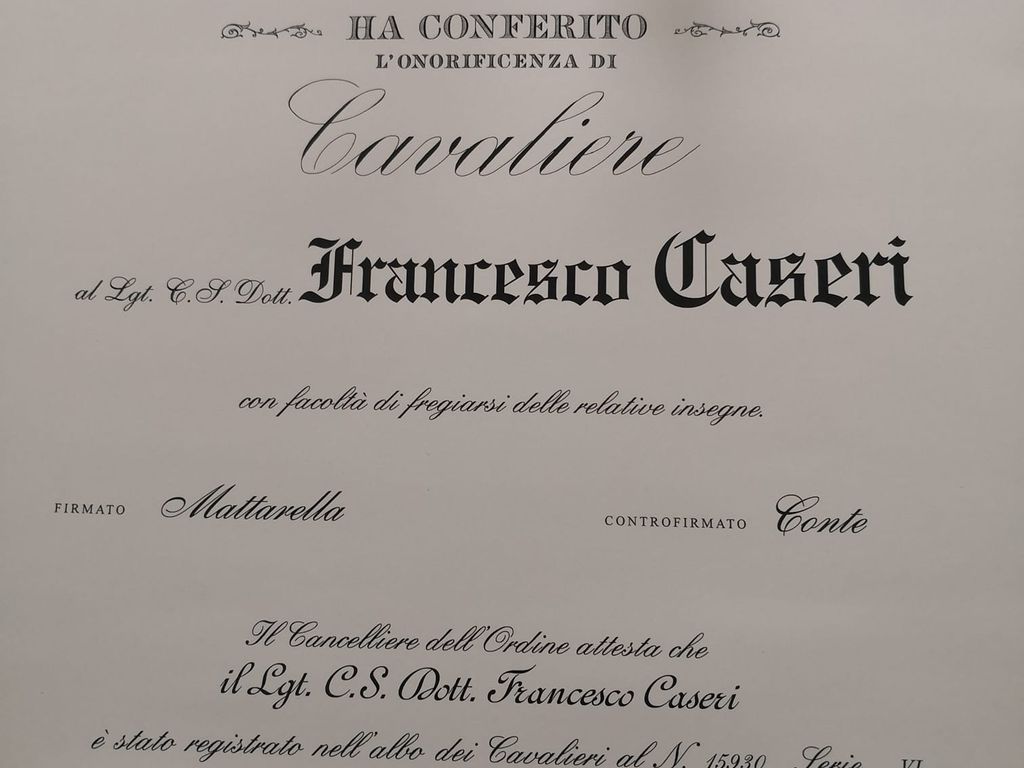 HA CONFERITO
L'ONORIFICENZA DI
Cavaliere
al Lgt. C.S. Dott. Francesco Caseri
con facoltà di fregiarsi delle relative insegne.
FIRMATO Mattarella CONTROFIRMATO Conte
Il Cancelliere dell'Ordine attesta che
il Lgt. C.S. Dott. Francesco Caseri
è stato registrato nell'albo dei Cavalieri al N. 15930 Serie VI